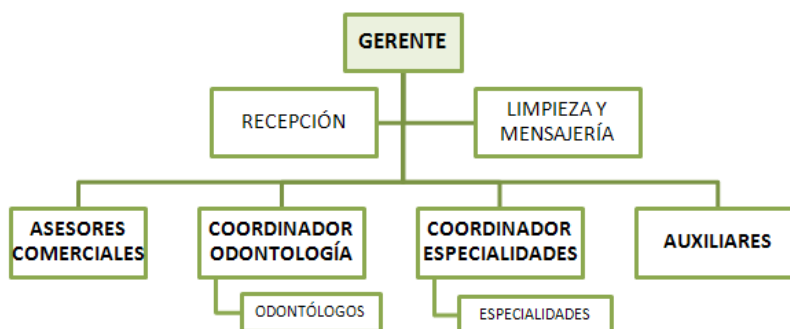 GERENTE
RECEPCIÓN
LIMPIEZA Y
MENSAJERÍA
ASESORES
COMERCIALES
COORDINADOR
ODONTOLOGÍA
COORDINADOR
ESPECIALIDADES
AUXILIARES
ODONTÓLOGOS
ESPECIALIDADES